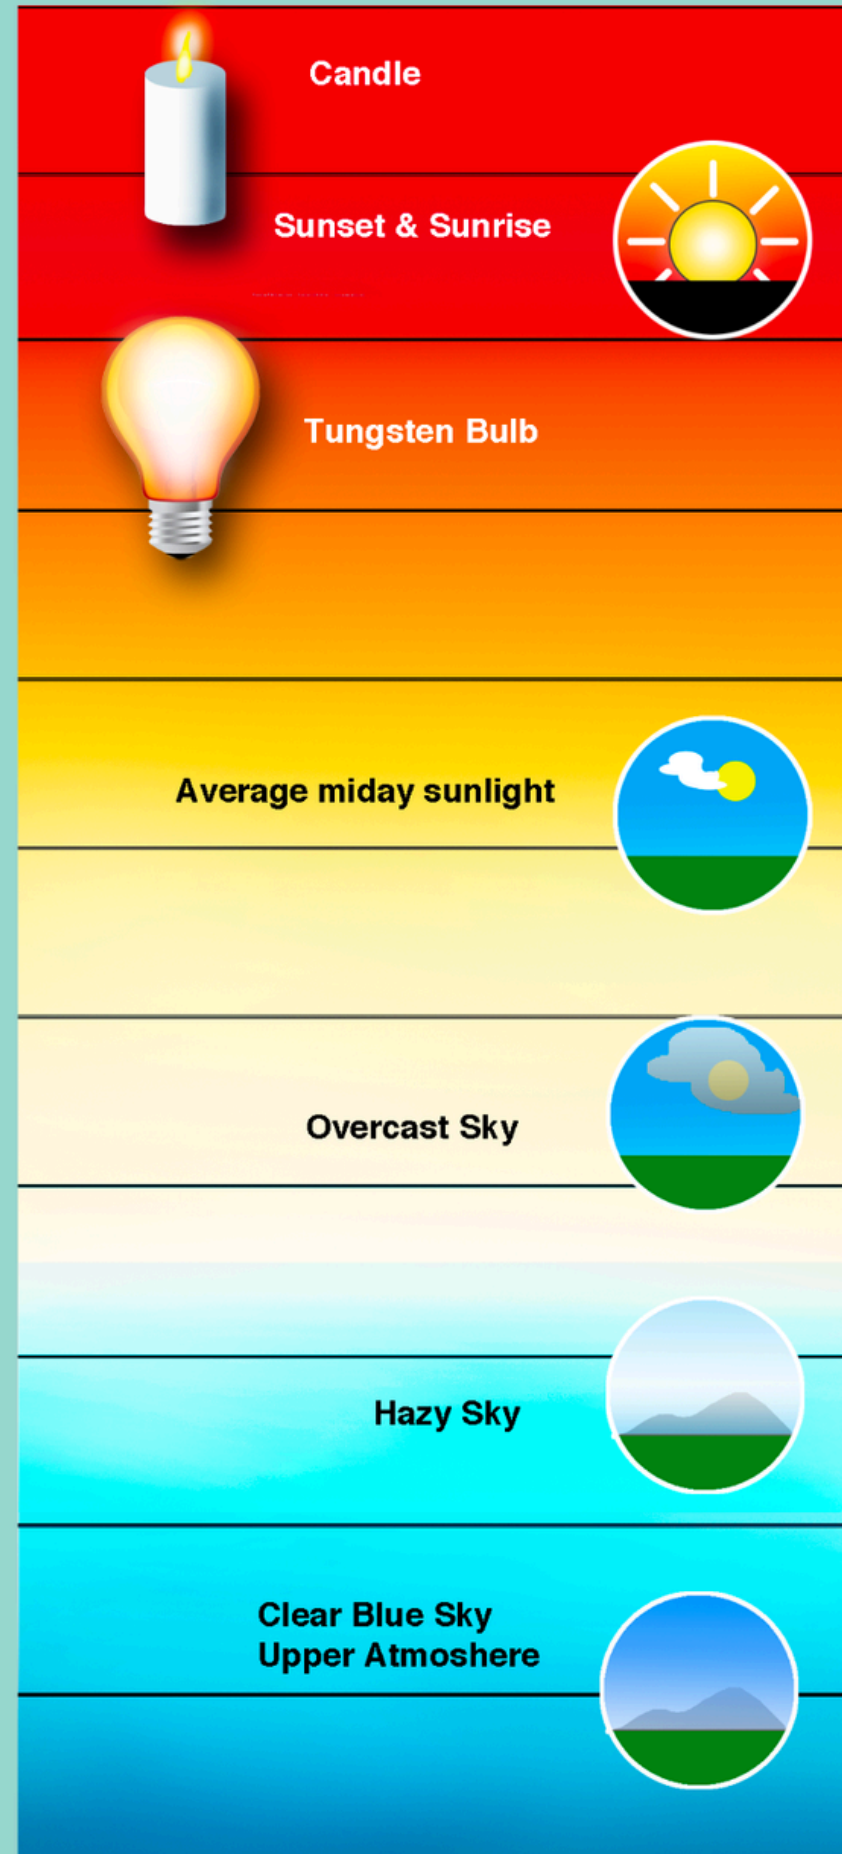 Candle
Sunset & Sunrise
Tungsten Bulb
Average miday sunlight
Overcast Sky
Hazy Sky
Clear Blue Sky
Upper Atmoshere